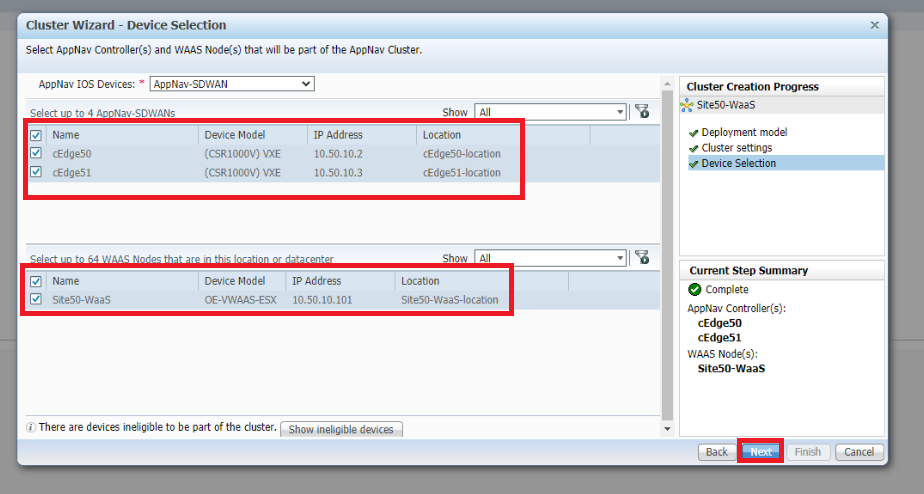 Cluster Wizard - Device Selection
Select AppNav Controller(s) and WAAS Node(s) that will be part of the AppNav Cluster.
AppNav IOS Devices: * AppNav-SDWAN
Select up to 4 AppNav-SDWANs Show All
Name Device Model IP Address Location
cEdge50 (CSR1000V) VXE 10.50.10.2 cEdge50-location
cEdge51 (CSR1000V) VXE 10.50.10.3 cEdge51-location
Select up to 64 WAAS Nodes that are in this location or datacenter Show All
Name Device Model IP Address Location
Site50-WaaS OE-VWAAS-ESX 10.50.10.101 Site50-WaaS-location
There are devices ineligible to be part of the cluster. Show ineligible devices
Cluster Creation Progress
Site50-WaaS
Deployment model
Cluster settings
Device Selection
Current Step Summary
Complete
AppNav Controller(s):
cEdge50
cEdge51
WAAS Node(s):
Site50-WaaS
Back Next Finish Cancel